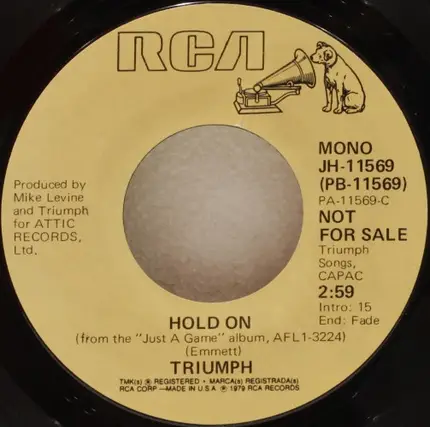 RCA
MONO
JH-11569
(PB-11569)
PA-11569-C
NOT
FOR SALE
Triumph
Songs,
CAPAC
2:59
Intro: 15
End: Fade
Produced by
Mike Levine
and Triumph
for ATTIC
RECORDS,
Ltd.
HOLD ON
(from the "Just A Game" album, AFL1-3224)
(Emmett)
TRIUMPH
TMK(s) ® REGISTERED • MARCA(s) REGISTRADA(s)
RCA CORP.—MADE IN U.S.A. ℗ 1979 RCA RECORDS